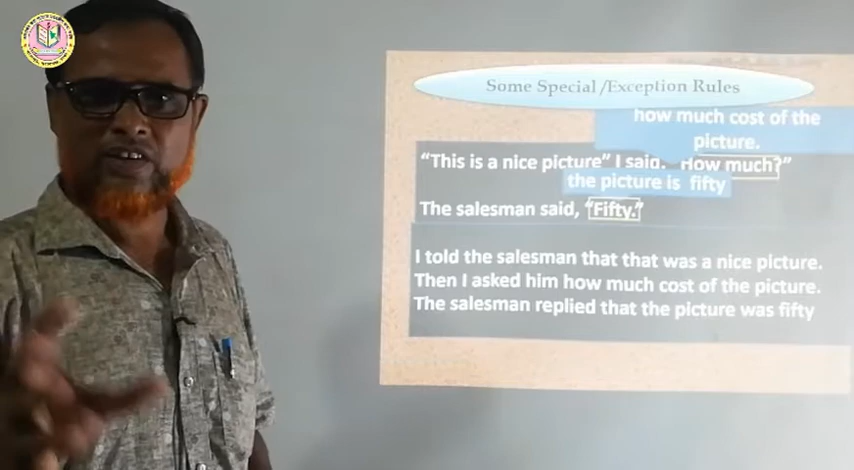 Some Special /Exception Rules
how much cost of the
picture.
“This is a nice picture” I said. “How much?”
the picture is fifty
The salesman said, “Fifty.”
I told the salesman that that was a nice picture.
Then I asked him how much cost of the picture.
The salesman replied that the picture was fifty